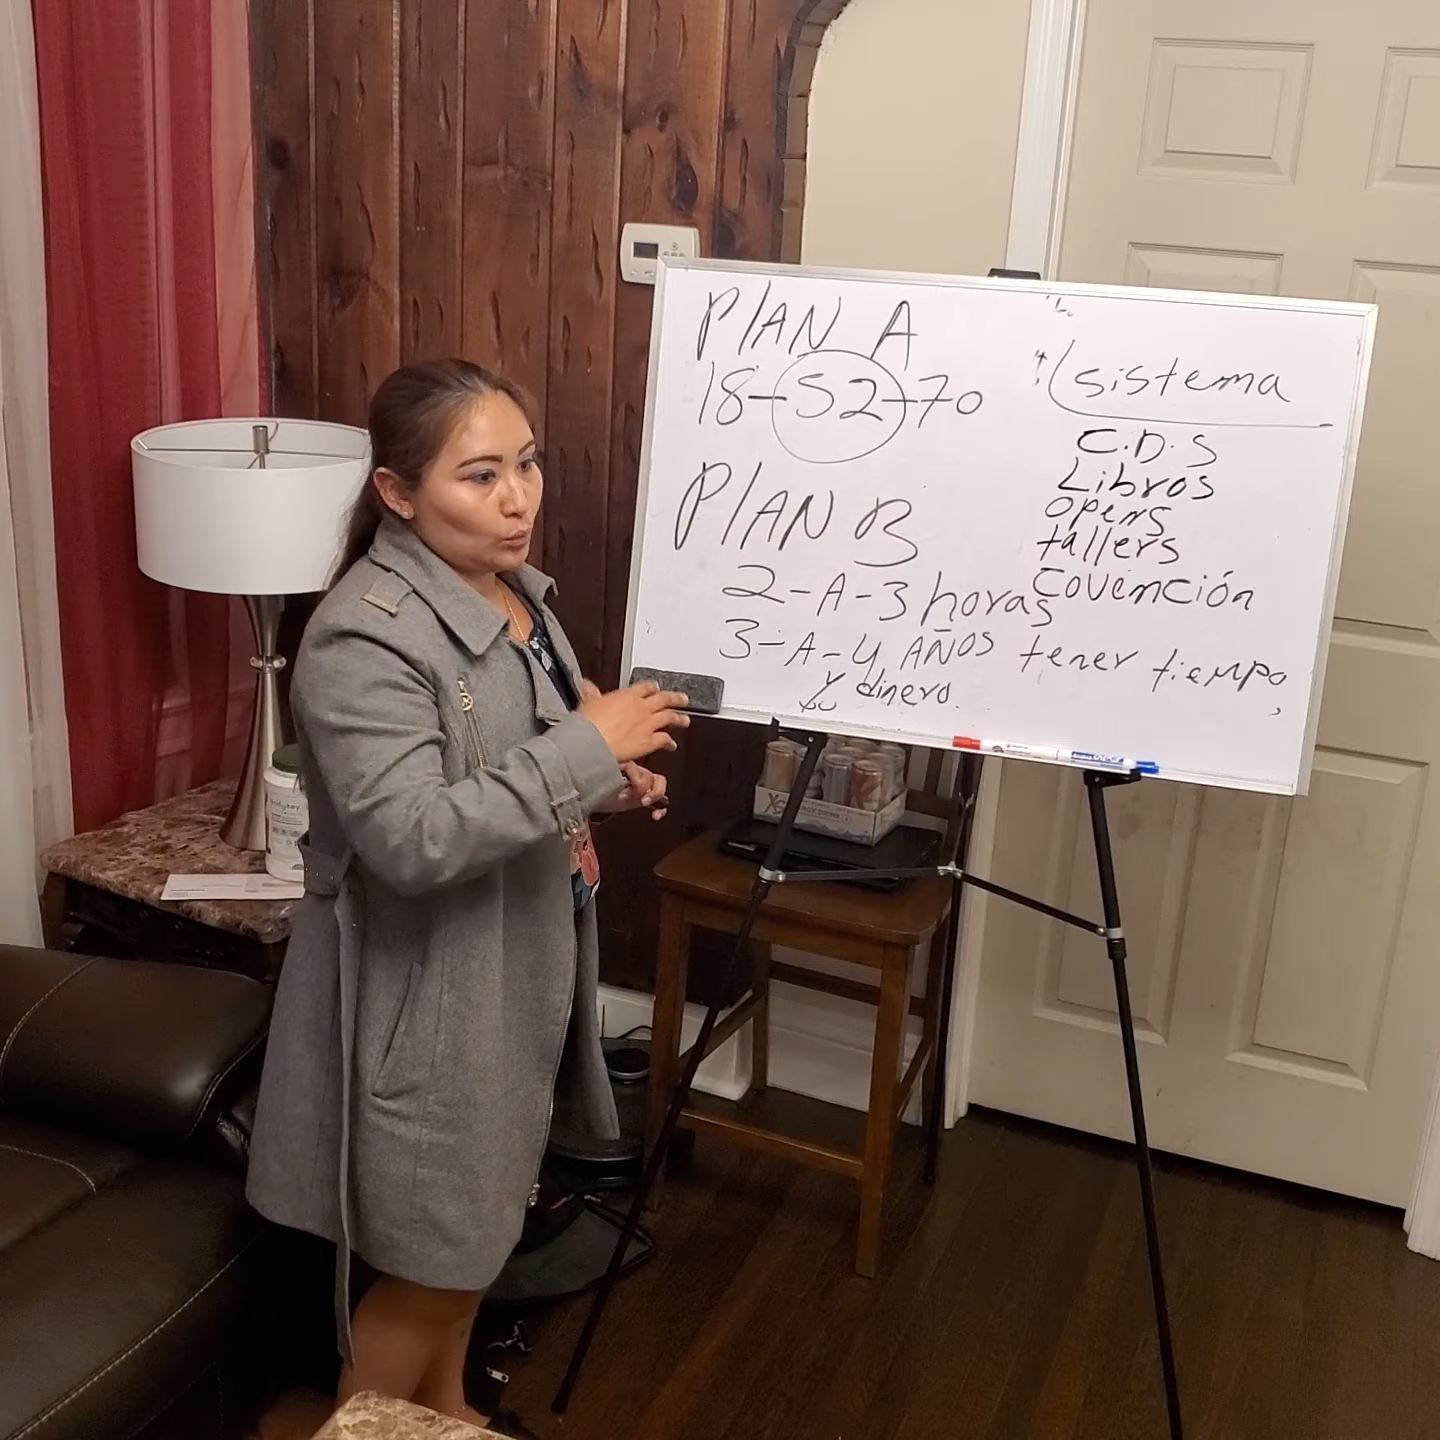 PLAN A
18-52-70
PLAN B
2-A-3 horas
3-A-4 AÑOS tener tiempo
Y dinero.
sistema
C.D.S
Libros
opens
tallers
covención
XS